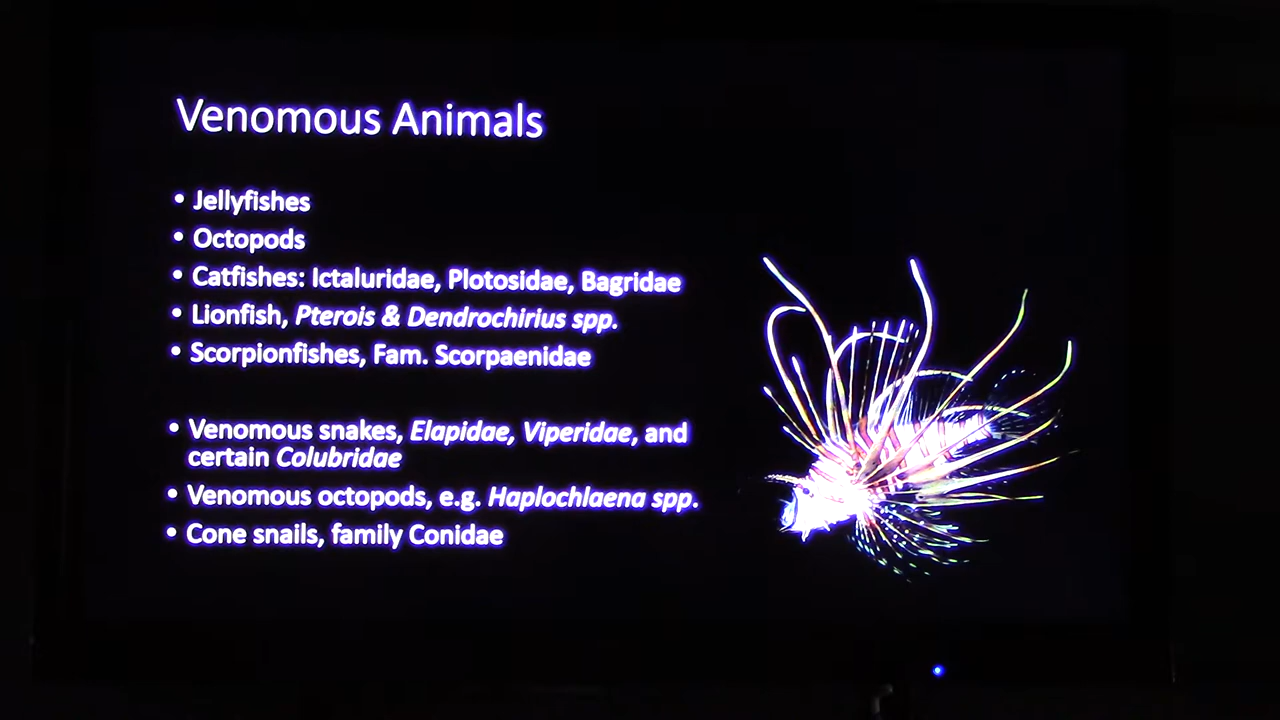 Venomous Animals
• Jellyfishes
• Octopods
• Catfishes: Ictaluridae, Plotosidae, Bagridae
• Lionfish, Pterois & Dendrochirius spp.
• Scorpionfishes, Fam. Scorpaenidae
• Venomous snakes, Elapidae, Viperidae, and
certain Colubridae
• Venomous octopods, e.g. Haplochlaena spp.
• Cone snails, family Conidae